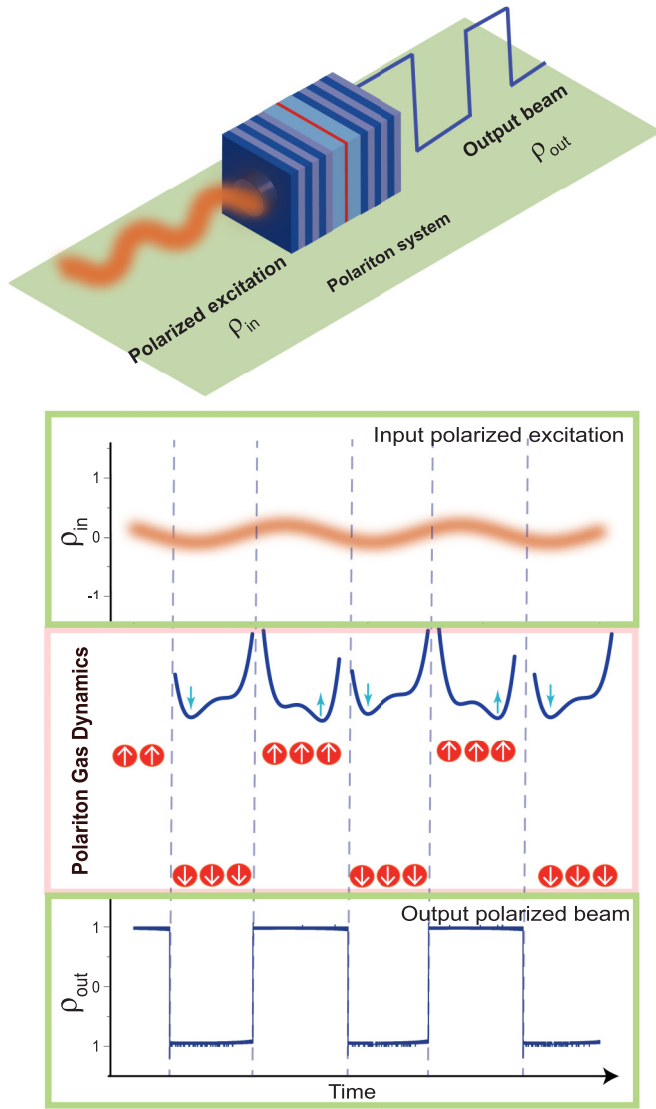 Output beam
ρout
Polariton system
Polarized excitation
ρin
Input polarized excitation
1
0
-1
ρin
Polariton Gas Dynamics
Output polarized beam
1
0
1
ρout
Time